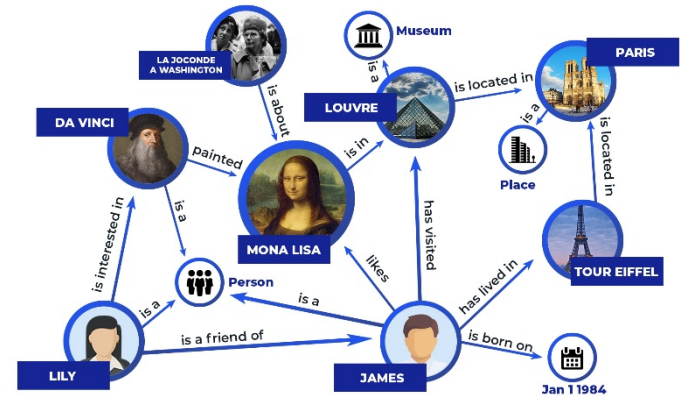 LA JOCONDE
A WASHINGTON
Museum
PARIS
is a
is located in
LOUVRE
is about
DA VINCI
painted
is in
is a
is located in
Place
MONA LISA
is a
is interested in
has visited
TOUR EIFFEL
Person
likes
has lived in
is a
is a
is a friend of
is born on
LILY
JAMES
Jan 1 1984